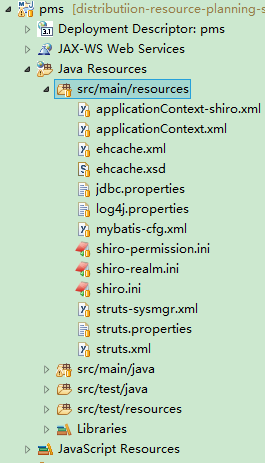 pms [distributiion-resource-planning-s
Deployment Descriptor: pms
JAX-WS Web Services
Java Resources
src/main/resources
applicationContext-shiro.xml
applicationContext.xml
ehcache.xml
ehcache.xsd
jdbc.properties
log4j.properties
mybatis-cfg.xml
shiro-permission.ini
shiro-realm.ini
shiro.ini
struts-sysmgr.xml
struts.properties
struts.xml
src/main/java
src/test/java
src/test/resources
Libraries
JavaScript Resources